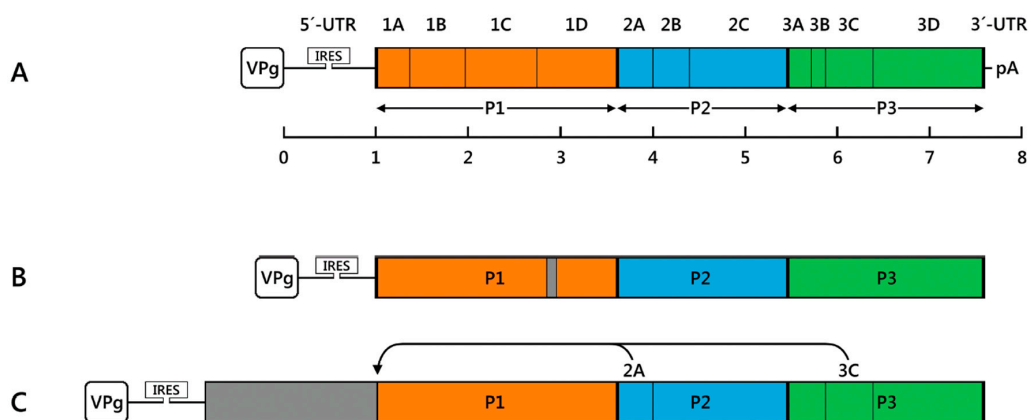 5´-UTR 1A 1B 1C 1D 2A 2B 2C 3A 3B 3C 3D 3´-UTR
A VPg IRES pA
P1 P2 P3
0 1 2 3 4 5 6 7 8
B VPg IRES P1 P2 P3
2A 3C
C VPg IRES P1 P2 P3